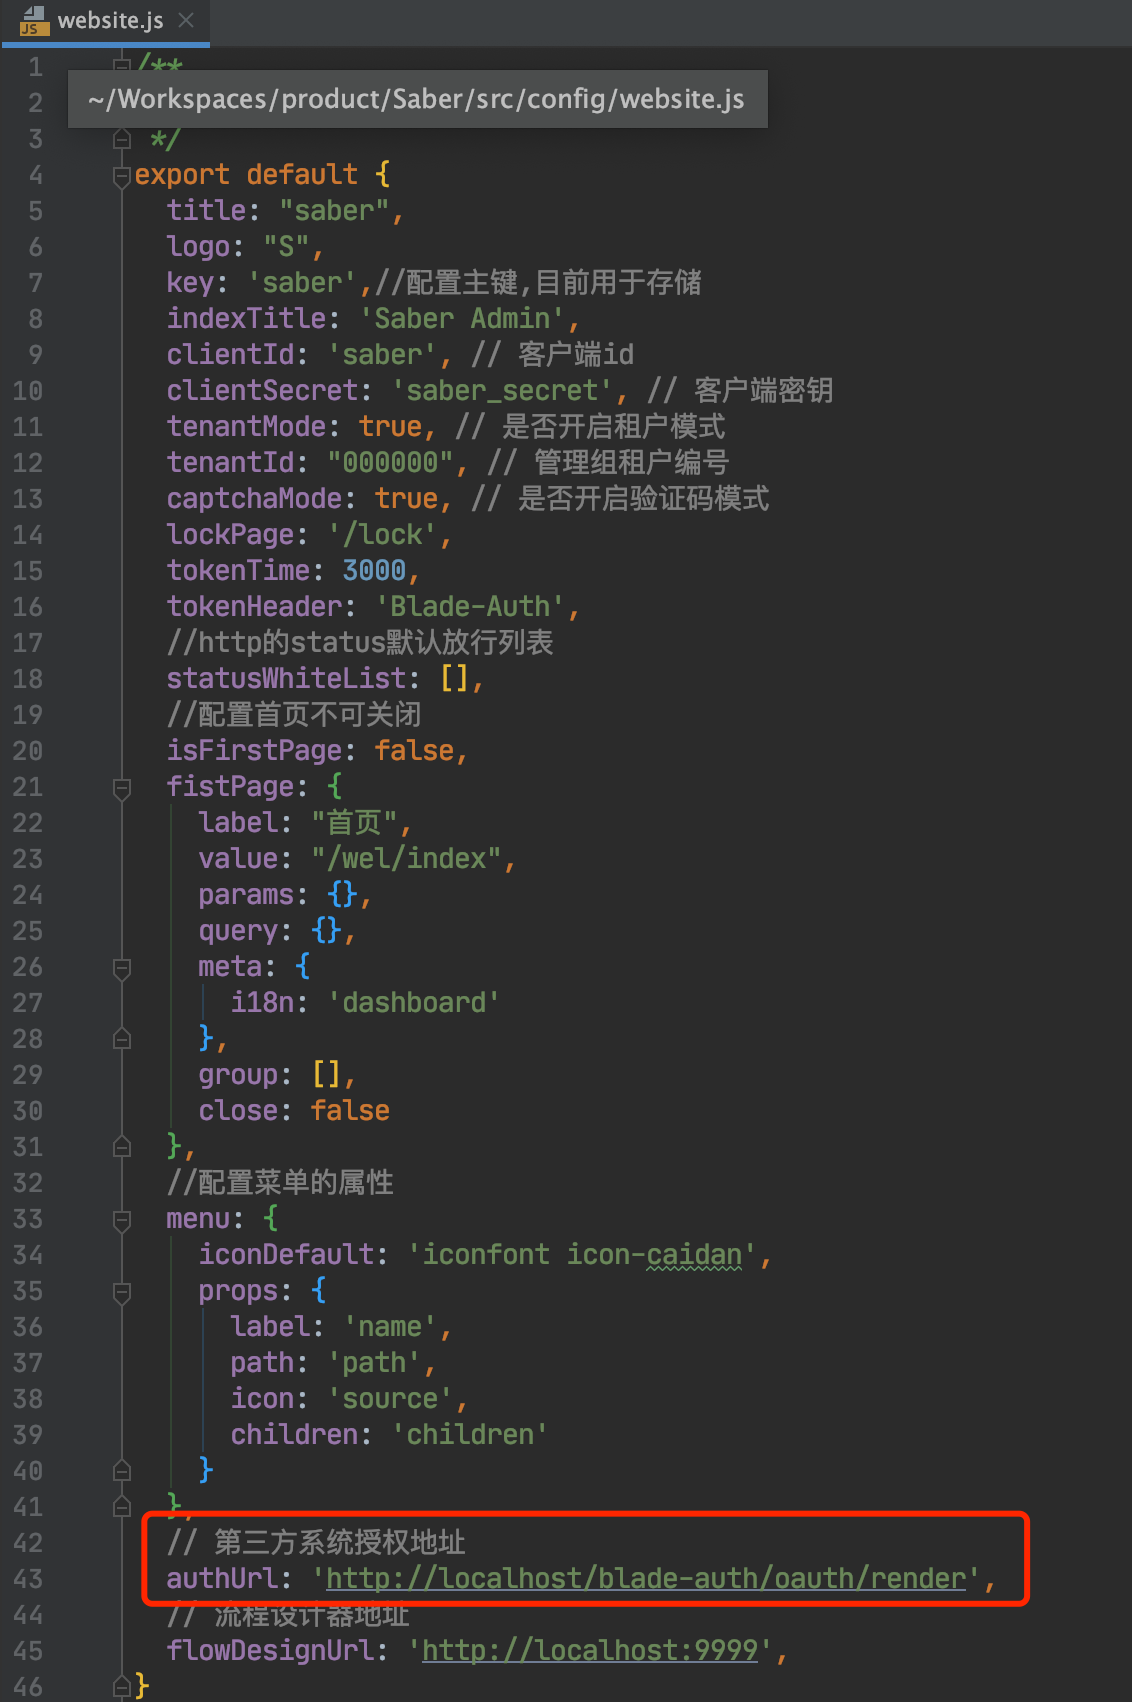 website.js
1 /**
~/Workspaces/product/Saber/src/config/website.js
2
3 */
4 export default {
5 title: "saber",
6 logo: "S",
7 key: 'saber',//配置主键,目前用于存储
8 indexTitle: 'Saber Admin',
9 clientId: 'saber', // 客户端id
10 clientSecret: 'saber_secret', // 客户端密钥
11 tenantMode: true, // 是否开启租户模式
12 tenantId: "000000", // 管理组租户编号
13 captchaMode: true, // 是否开启验证码模式
14 lockPage: '/lock',
15 tokenTime: 3000,
16 tokenHeader: 'Blade-Auth',
17 //http的status默认放行列表
18 statusWhiteList: [],
19 //配置首页不可关闭
20 isFirstPage: false,
21 fistPage: {
22 label: "首页",
23 value: "/wel/index",
24 params: {},
25 query: {},
26 meta: {
27 i18n: 'dashboard'
28 },
29 group: [],
30 close: false
31 },
32 //配置菜单的属性
33 menu: {
34 iconDefault: 'iconfont icon-caidan',
35 props: {
36 label: 'name',
37 path: 'path',
38 icon: 'source',
39 children: 'children'
40 }
41 },
42 // 第三方系统授权地址
43 authUrl: 'http://localhost/blade-auth/oauth/render',
44 // 流程设计器地址
45 flowDesignUrl: 'http://localhost:9999',
46 }